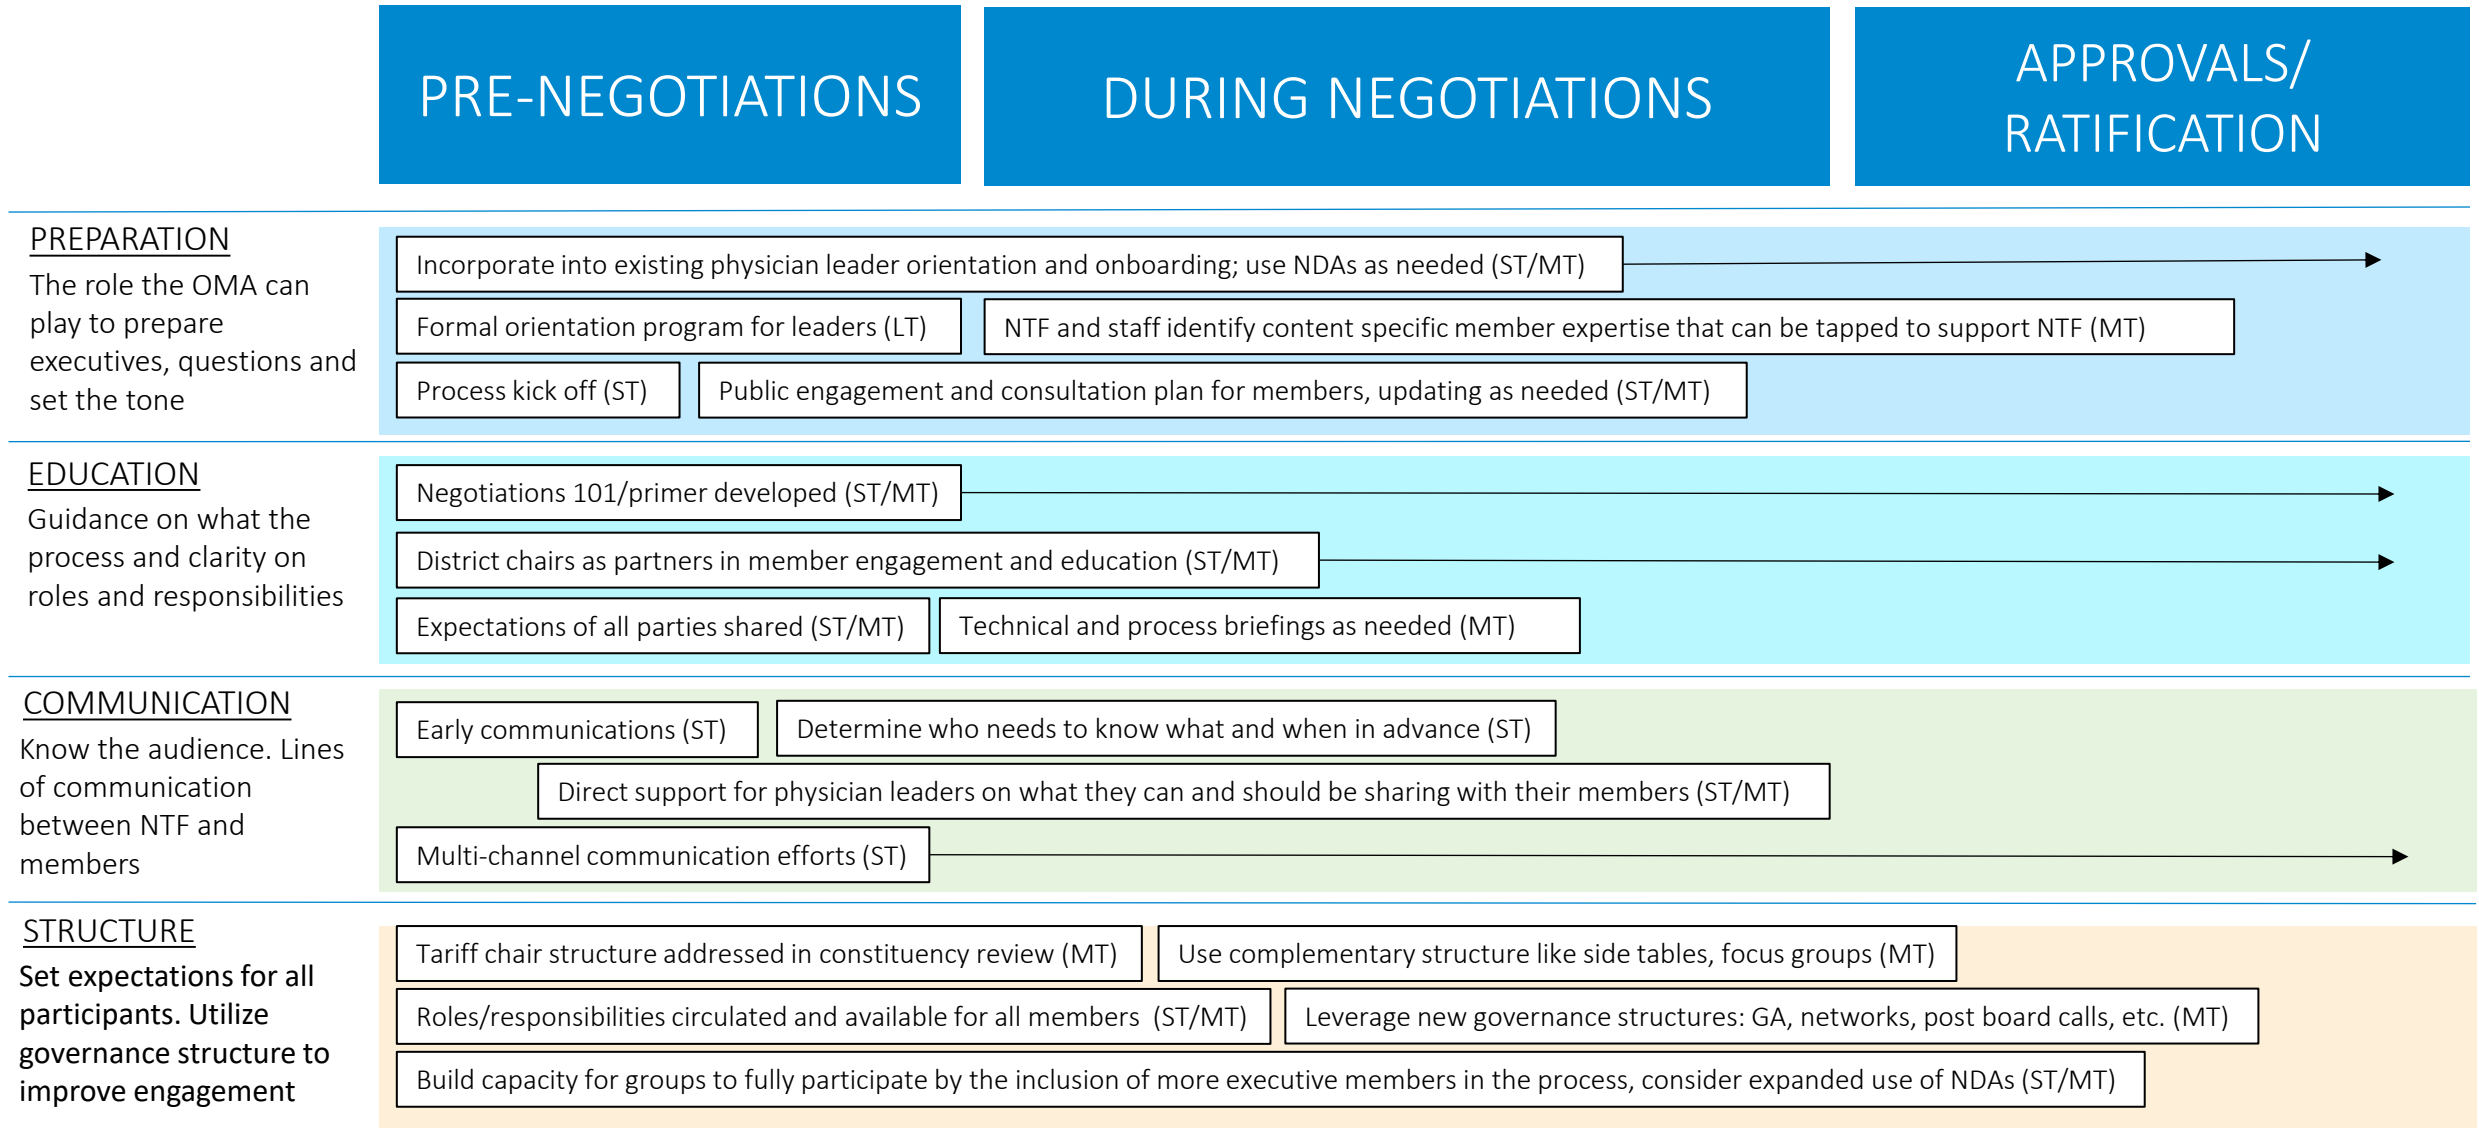 PRE-NEGOTIATIONS
DURING NEGOTIATIONS
APPROVALS/
RATIFICATION
PREPARATION
The role the OMA can
play to prepare
executives, questions and
set the tone
Incorporate into existing physician leader orientation and onboarding; use NDAs as needed (ST/MT)
Formal orientation program for leaders (LT)
NTF and staff identify content specific member expertise that can be tapped to support NTF (MT)
Process kick off (ST)
Public engagement and consultation plan for members, updating as needed (ST/MT)
EDUCATION
Guidance on what the
process and clarity on
roles and responsibilities
Negotiations 101/primer developed (ST/MT)
District chairs as partners in member engagement and education (ST/MT)
Expectations of all parties shared (ST/MT)
Technical and process briefings as needed (MT)
COMMUNICATION
Know the audience. Lines
of communication
between NTF and
members
Early communications (ST)
Determine who needs to know what and when in advance (ST)
Direct support for physician leaders on what they can and should be sharing with their members (ST/MT)
Multi-channel communication efforts (ST)
STRUCTURE
Set expectations for all
participants. Utilize
governance structure to
improve engagement
Tariff chair structure addressed in constituency review (MT)
Use complementary structure like side tables, focus groups (MT)
Roles/responsibilities circulated and available for all members (ST/MT)
Leverage new governance structures: GA, networks, post board calls, etc. (MT)
Build capacity for groups to fully participate by the inclusion of more executive members in the process, consider expanded use of NDAs (ST/MT)